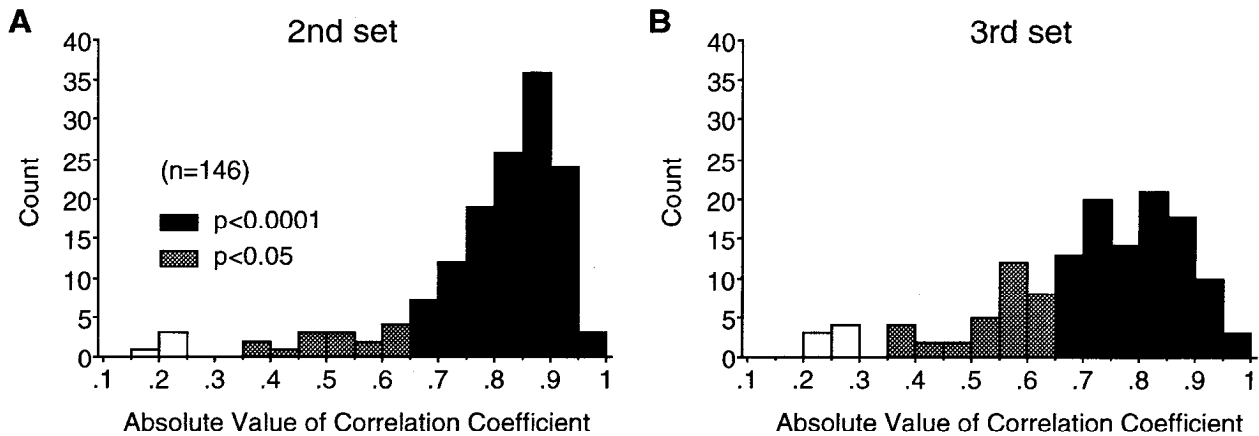 A
2nd set
40
35
30
25
20
15
10
5
0
Count
(n=146)
p<0.0001
p<0.05
.1 .2 .3 .4 .5 .6 .7 .8 .9 1
Absolute Value of Correlation Coefficient
B
3rd set
40
35
30
25
20
15
10
5
0
Count
.1 .2 .3 .4 .5 .6 .7 .8 .9 1
Absolute Value of Correlation Coefficient